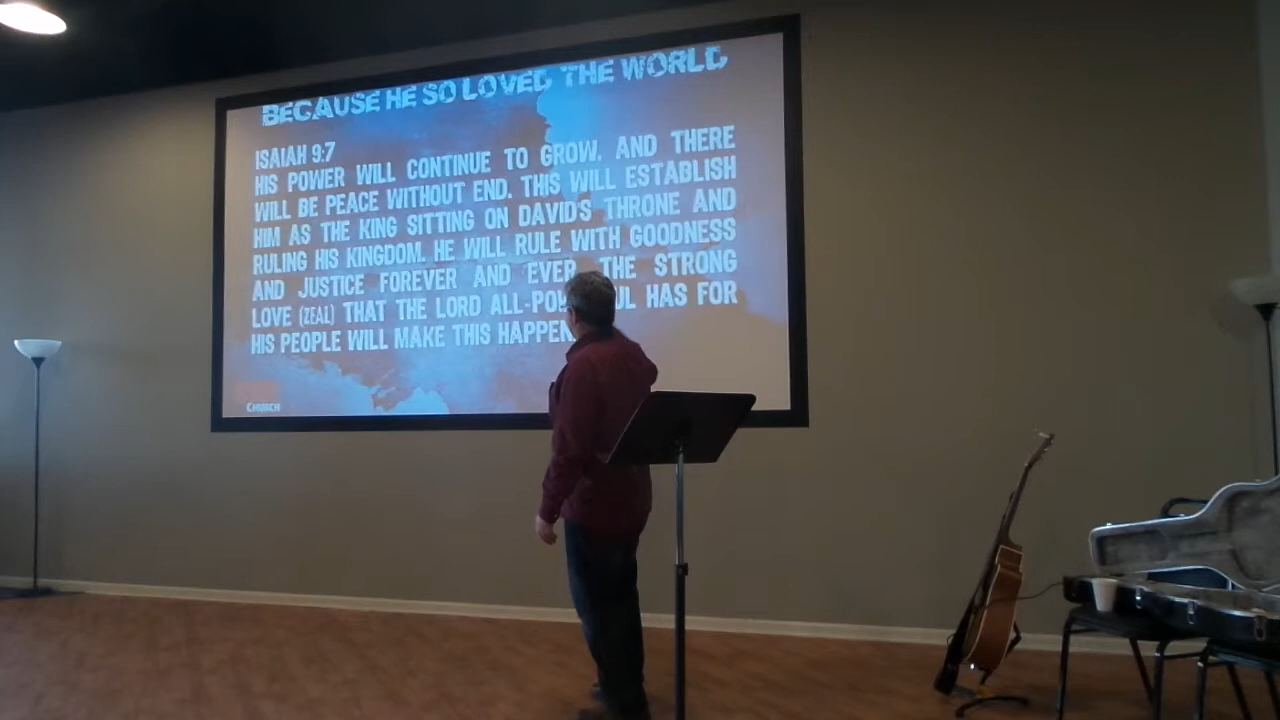 BECAUSE HE SO LOVED THE WORLD
ISAIAH 9:7
HIS POWER WILL CONTINUE TO GROW. AND THERE
WILL BE PEACE WITHOUT END. THIS WILL ESTABLISH
HIM AS THE KING SITTING ON DAVID'S THRONE AND
RULING HIS KINGDOM. HE WILL RULE WITH GOODNESS
AND JUSTICE FOREVER AND EVER THE STRONG
LOVE (ZEAL) THAT THE LORD HAS FOR
HIS PEOPLE WILL MAKE THIS HAPPEN
CHURCH